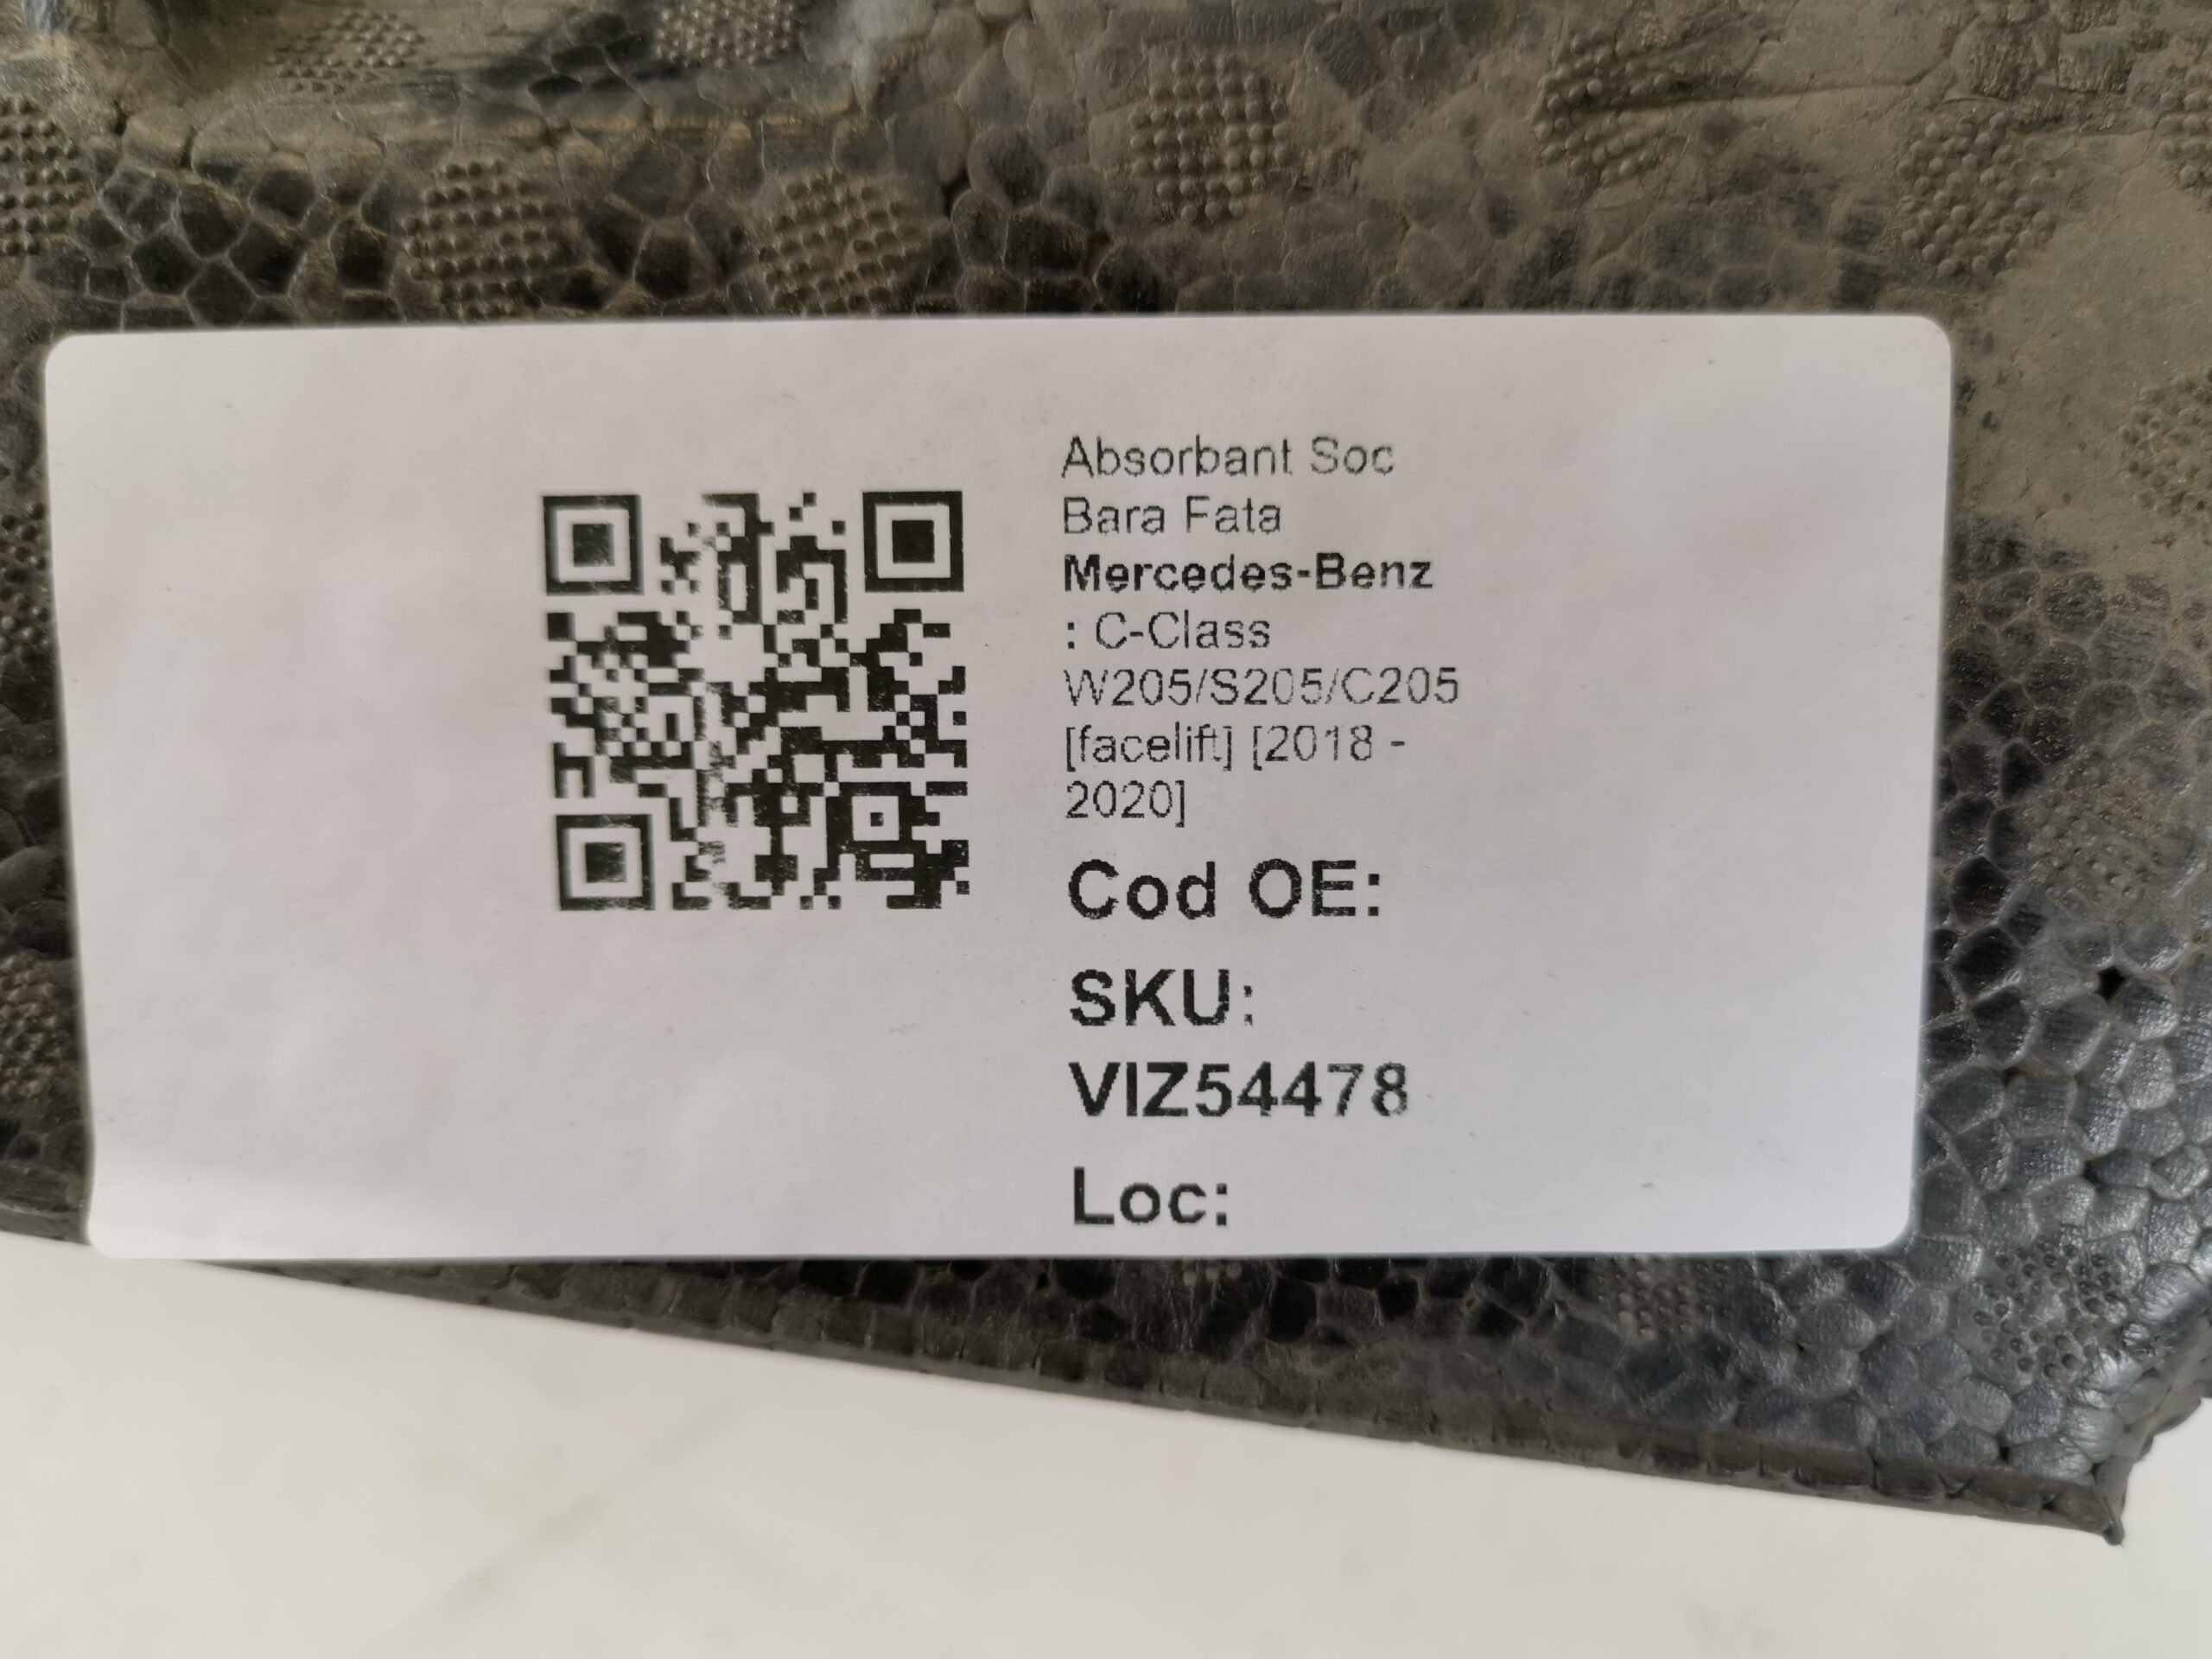 Absorbant Soc
Bara Fata
Mercedes-Benz
: C-Class
W205/S205/C205
[facelift] [2018 -
2020]
Cod OE:
SKU:
VIZ54478
Loc: